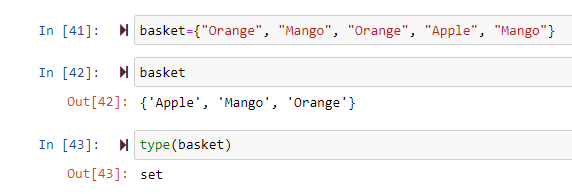 In [41]: basket={"Orange", "Mango", "Orange", "Apple", "Mango"}
In [42]: basket
Out[42]: {'Apple', 'Mango', 'Orange'}
In [43]: type(basket)
Out[43]: set